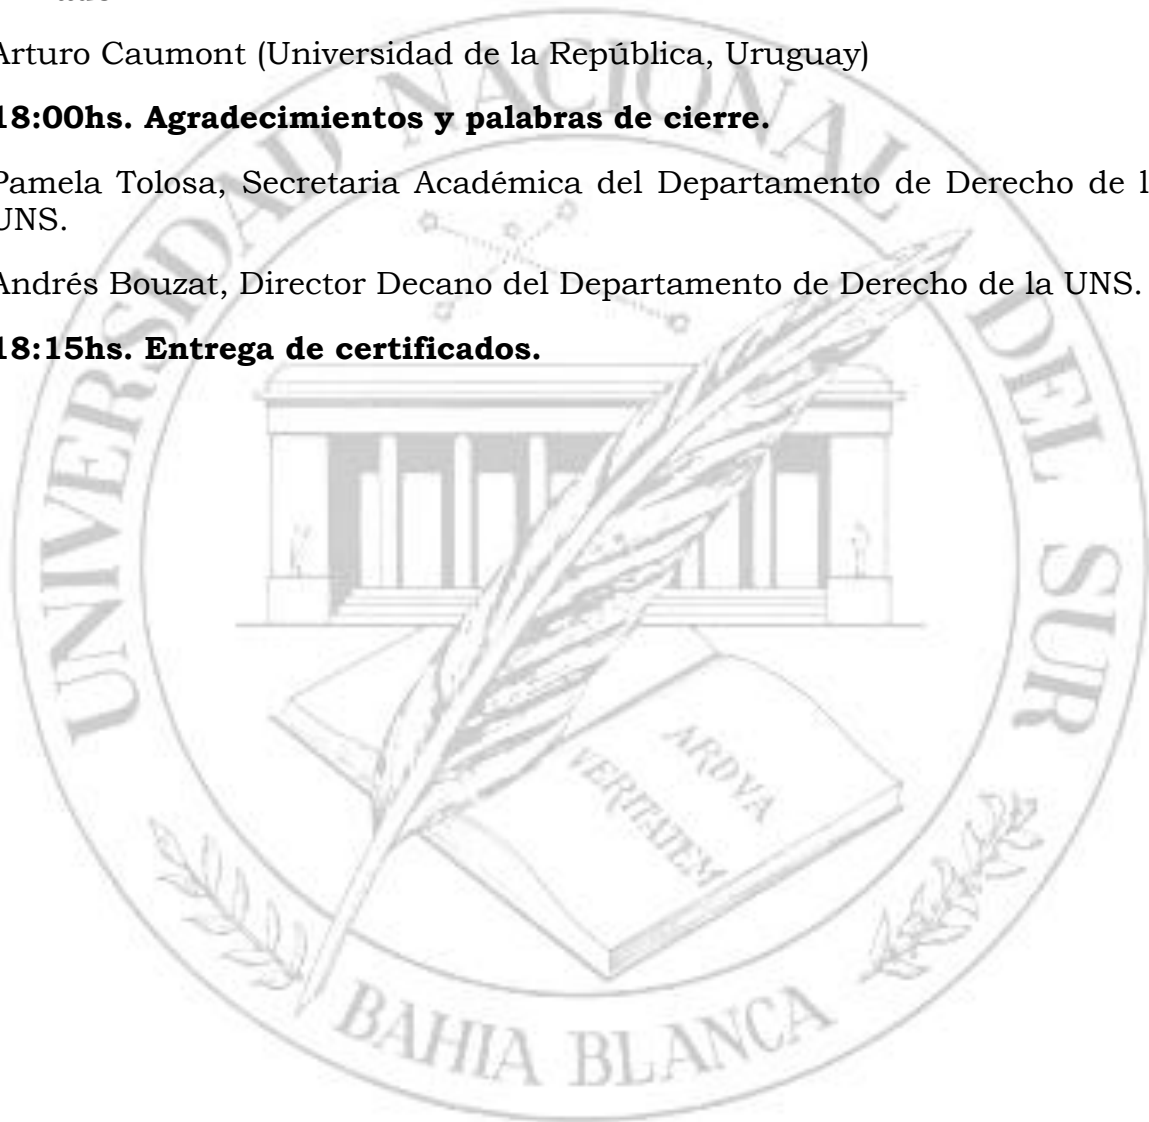 Arturo Caumont (Universidad de la República, Uruguay)
18:00hs. Agradecimientos y palabras de cierre.
Pamela Tolosa, Secretaria Académica del Departamento de Derecho de l
UNS.
Andrés Bouzat, Director Decano del Departamento de Derecho de la UNS.
18:15hs. Entrega de certificados.
UNIVERSIDAD NACIONAL DEL SUR
ARDVA
VERITATEM
BAHIA BLANCA